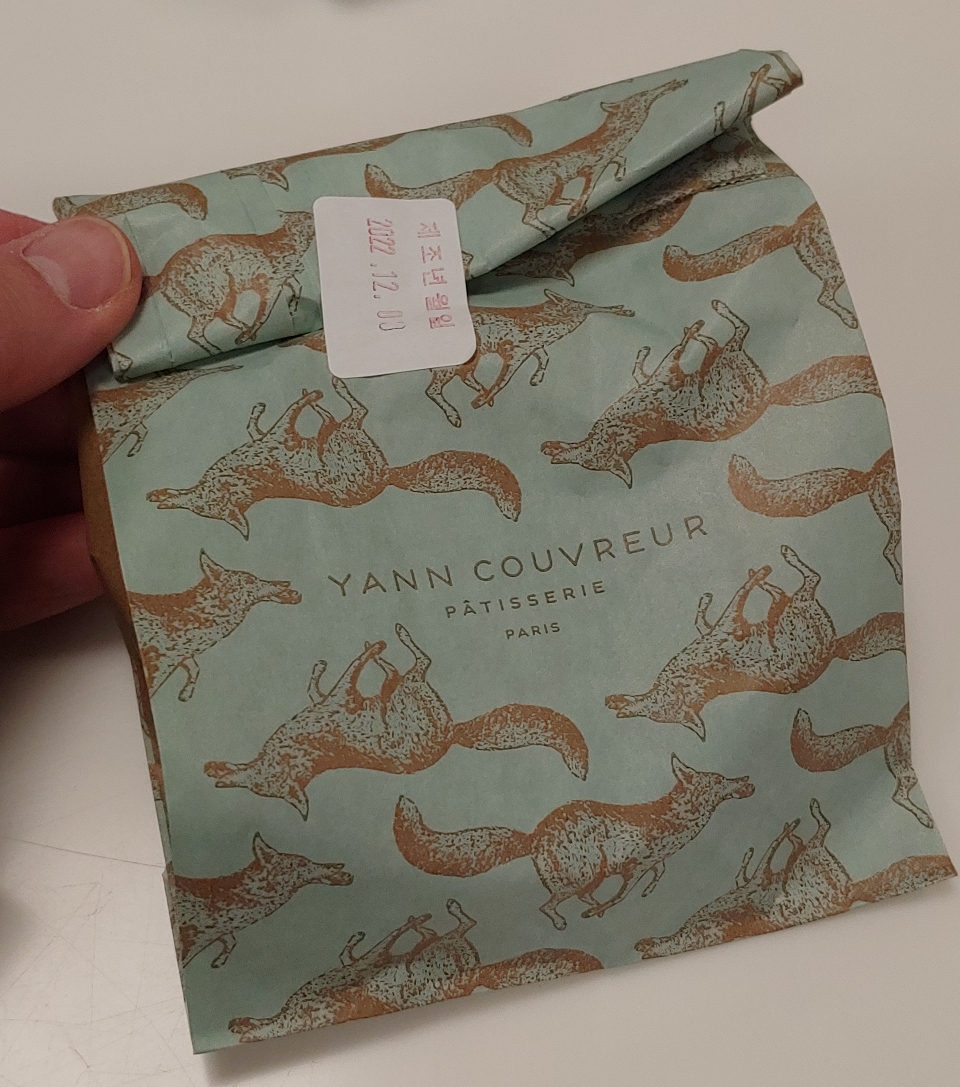 제조년월일
2022.12.03
YANN COUVREUR
PÂTISSERIE
PARIS